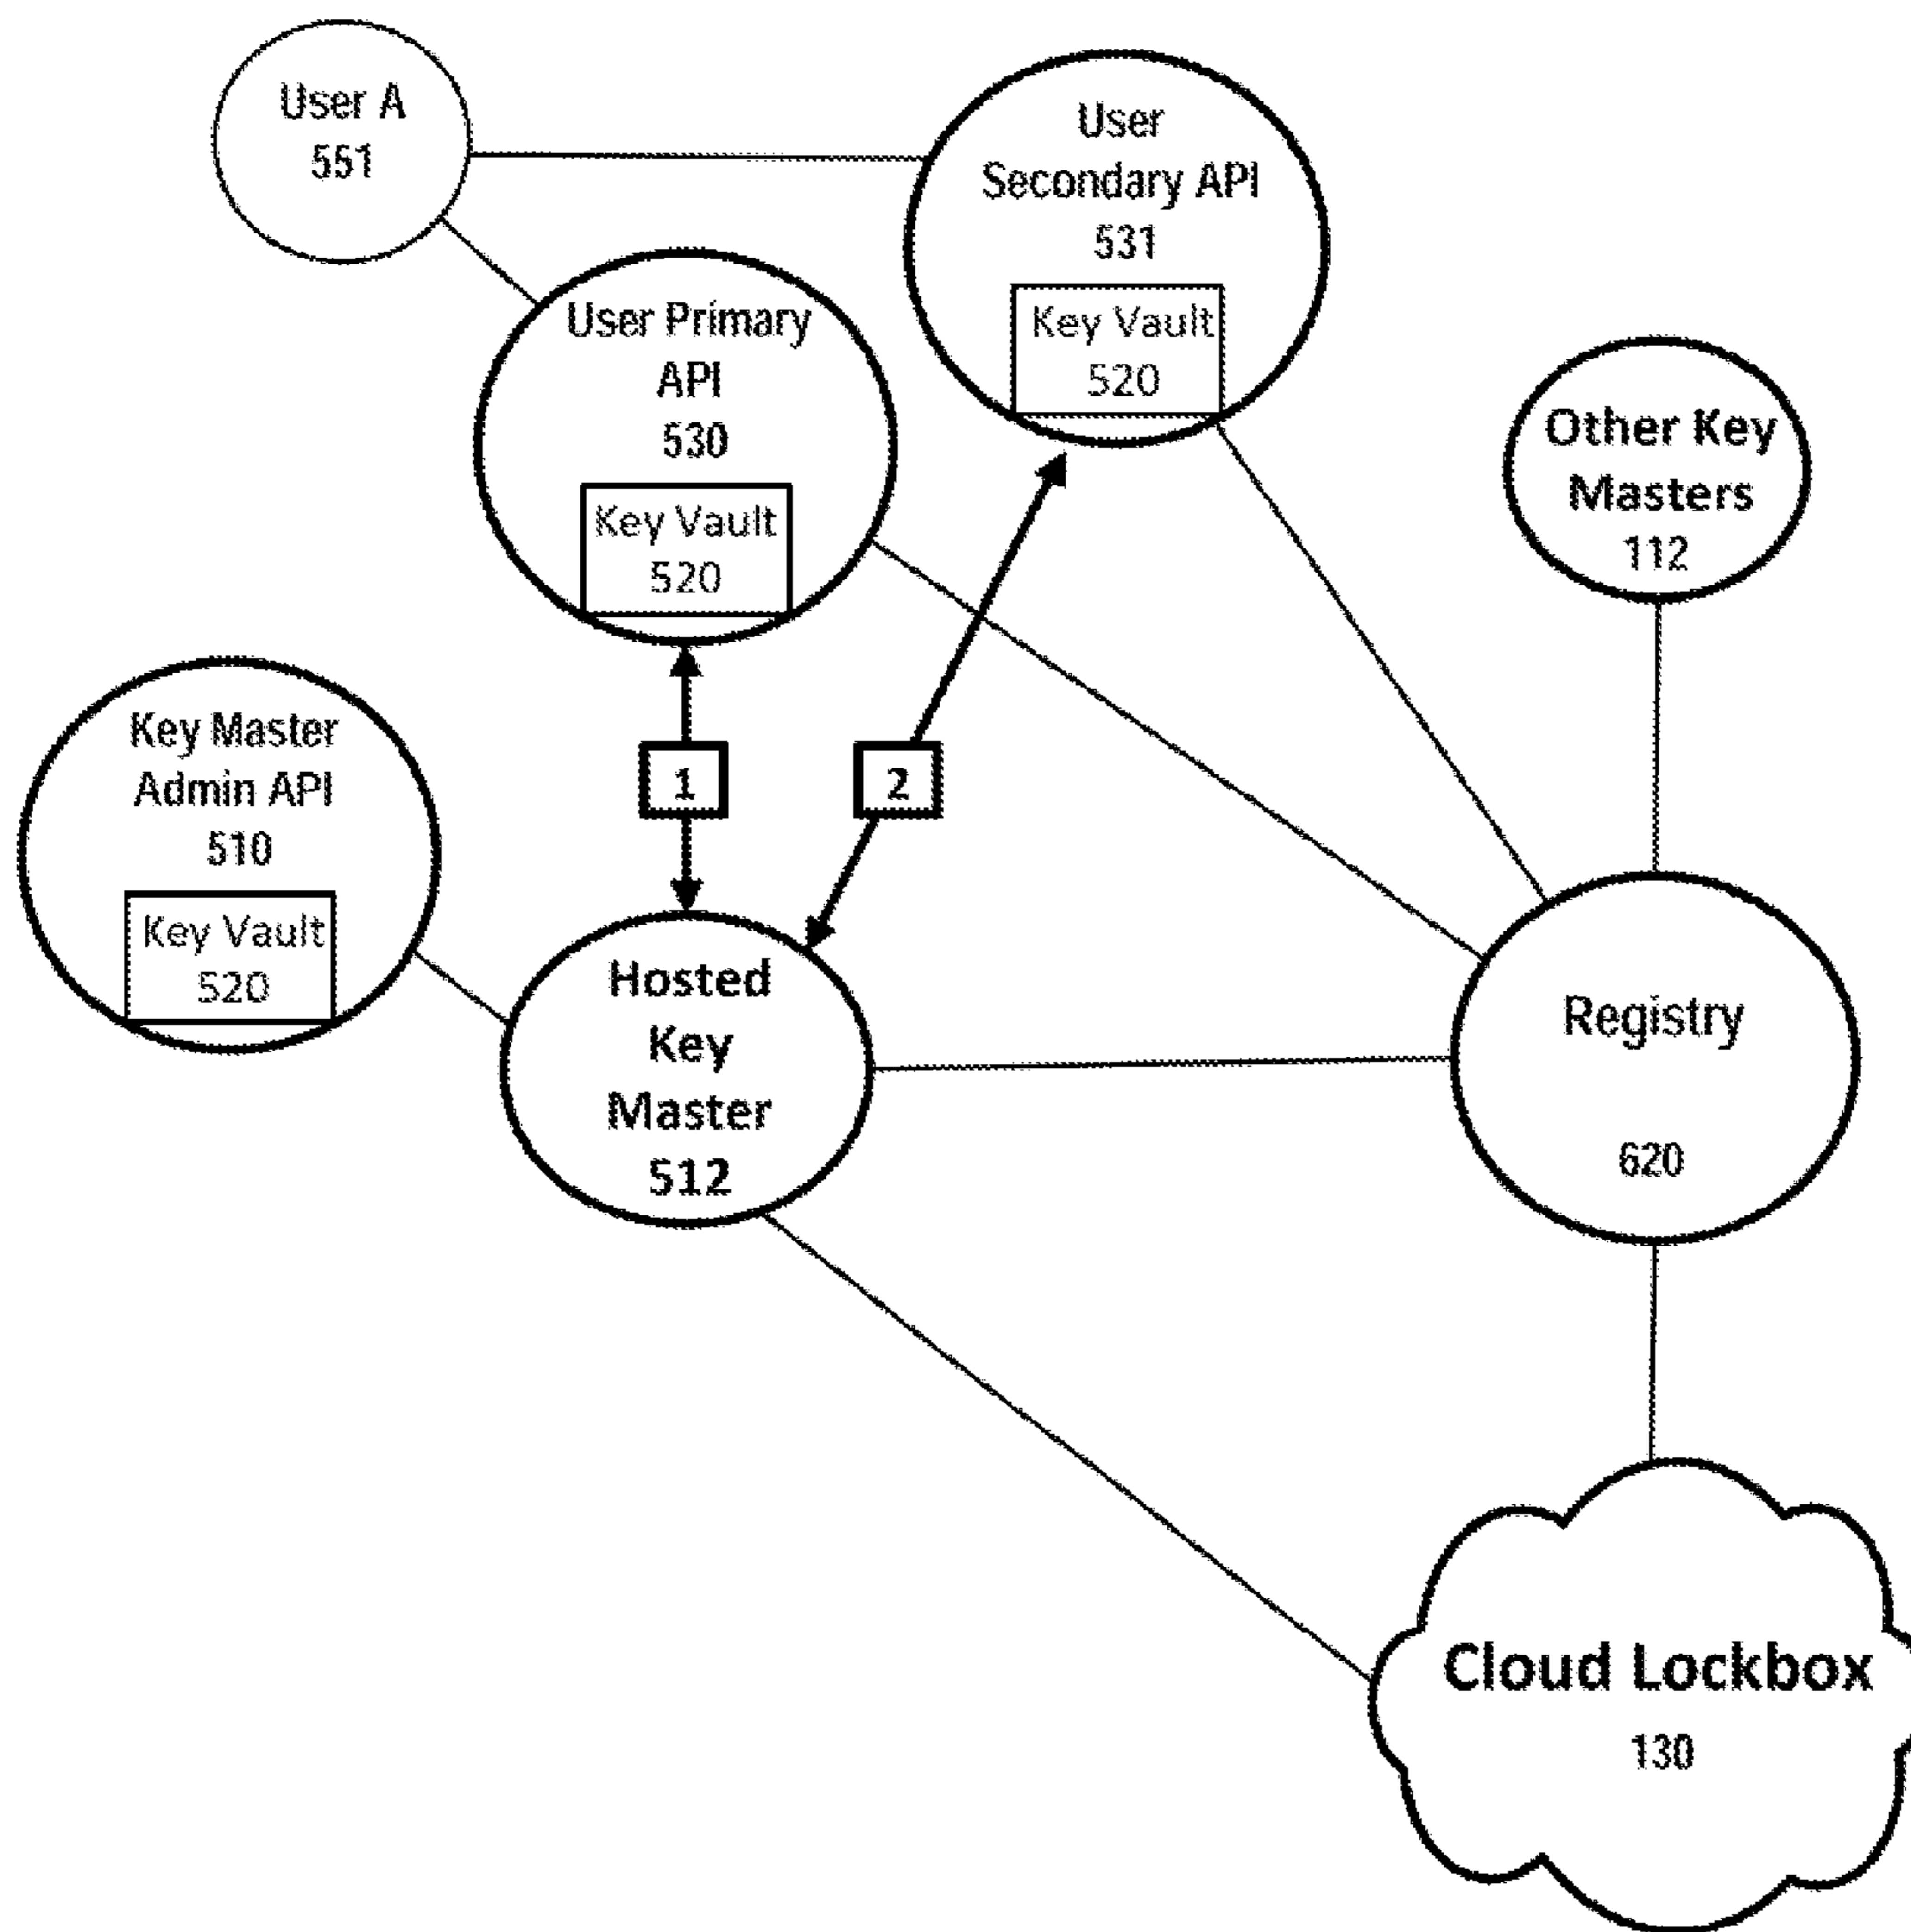 User A
551
User
Secondary API
531
Key Vault
520
User Primary
API
530
Key Vault
520
Other Key
Masters
112
Key Master
Admin API
510
Key Vault
520
1
2
Hosted
Key
Master
512
Registry
620
Cloud Lockbox
130